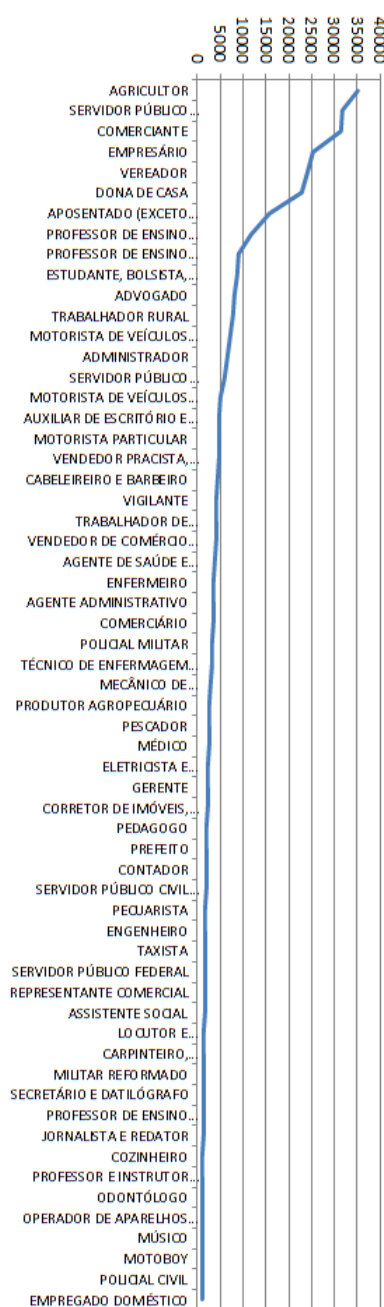 0
5000
10000
15000
20000
25000
30000
35000
40000
AGRICULTOR
SERVIDOR PÚBLICO...
COMERCIANTE
EMPRESÁRIO
VEREADOR
DONA DE CASA
APOSENTADO (EXCETO...
PROFESSOR DE ENSINO...
PROFESSOR DE ENSINO...
ESTUDANTE, BOLSISTA,...
ADVOGADO
TRABALHADOR RURAL
MOTORISTA DE VEÍCULOS...
ADMINISTRADOR
SERVIDOR PÚBLICO...
MOTORISTA DE VEÍCULOS...
AUXILIAR DE ESCRITÓRIO E...
MOTORISTA PARTICULAR
VENDEDOR PRACISTA,...
CABELEIREIRO E BARBEIRO
VIGILANTE
TRABALHADOR DE...
VENDEDOR DE COMÉRCIO...
AGENTE DE SAÚDE E...
ENFERMEIRO
AGENTE ADMINISTRATIVO
COMERCIÁRIO
POLICIAL MILITAR
TÉCNICO DE ENFERMAGEM...
MECÂNICO DE...
PRODUTOR AGROPECUÁRIO
PESCADOR
MÉDICO
ELETRICISTA E...
GERENTE
CORRETOR DE IMÓVEIS,...
PEDAGOGO
PREFEITO
CONTADOR
SERVIDOR PÚBLICO CIVIL...
PECUARISTA
ENGENHEIRO
TAXISTA
SERVIDOR PÚBLICO FEDERAL
REPRESENTANTE COMERCIAL
ASSISTENTE SOCIAL
LOCUTOR E...
CARPINTEIRO,...
MILITAR REFORMADO
SECRETÁRIO E DATILÓGRAFO
PROFESSOR DE ENSINO...
JORNALISTA E REDATOR
COZINHEIRO
PROFESSOR E INSTRUTOR...
ODONTÓLOGO
OPERADOR DE APARELHOS...
MÚSICO
MOTOBOY
POLICIAL CIVIL
EMPREGADO DOMÉSTICO